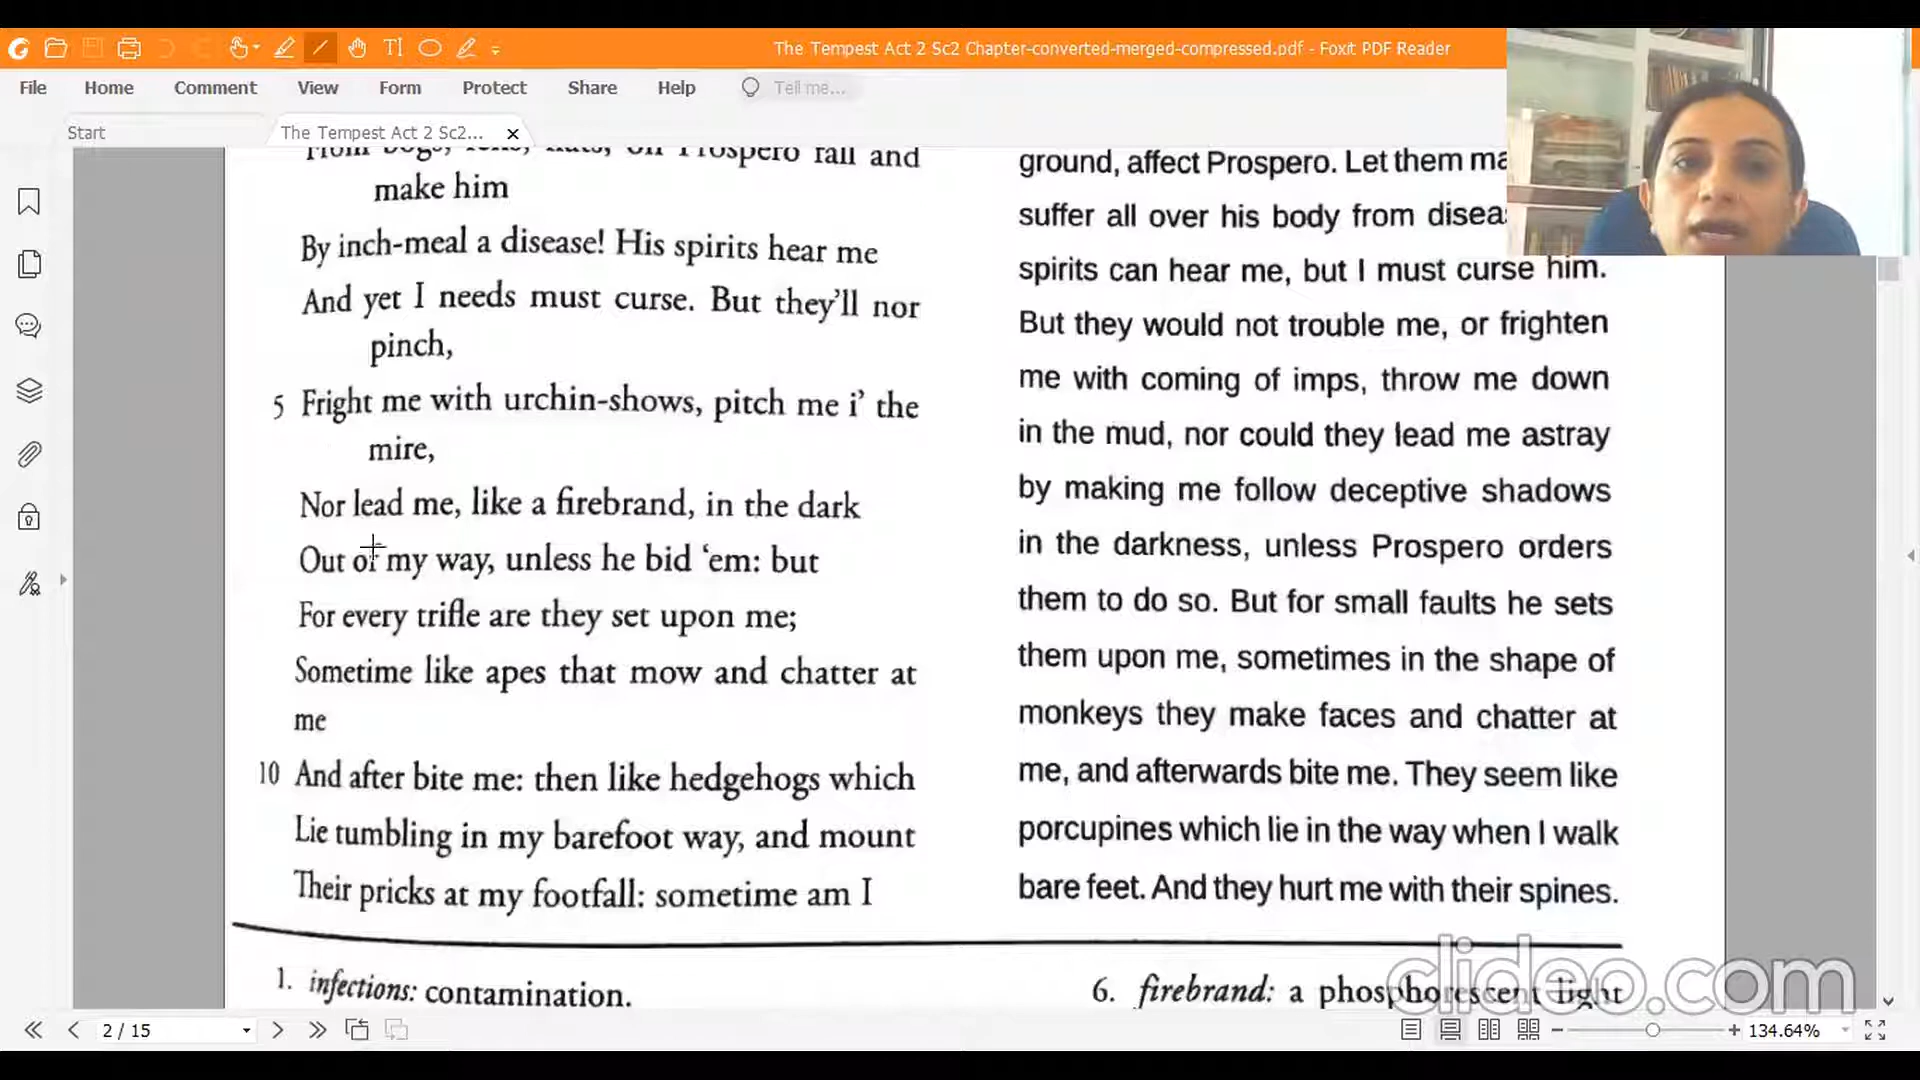 The Tempest Act 2 Sc2 Chapter-converted-merged-compressed.pdf - Foxit PDF Reader
File Home Comment View Form Protect Share Help Tell me...
Start The Tempest Act 2 Sc2...
From bogs, fens, flats, on Prospero fall and
make him
By inch-meal a disease! His spirits hear me
And yet I needs must curse. But they'll nor
pinch,
5 Fright me with urchin-shows, pitch me i' the
mire,
Nor lead me, like a firebrand, in the dark
Out of my way, unless he bid ‘em: but
For every trifle are they set upon me;
Sometime like apes that mow and chatter at
me
10 And after bite me: then like hedgehogs which
Lie tumbling in my barefoot way, and mount
Their pricks at my footfall: sometime am I
ground, affect Prospero. Let them
suffer all over his body from
spirits can hear me, but I must curse him.
But they would not trouble me, or frighten
me with coming of imps, throw me down
in the mud, nor could they lead me astray
by making me follow deceptive shadows
in the darkness, unless Prospero orders
them to do so. But for small faults he sets
them upon me, sometimes in the shape of
monkeys they make faces and chatter at
me, and afterwards bite me. They seem like
porcupines which lie in the way when I walk
bare feet. And they hurt me with their spines.
1. infections: contamination.
6. firebrand: a phosphorescent light
clideo.com
2 / 15
134.64%